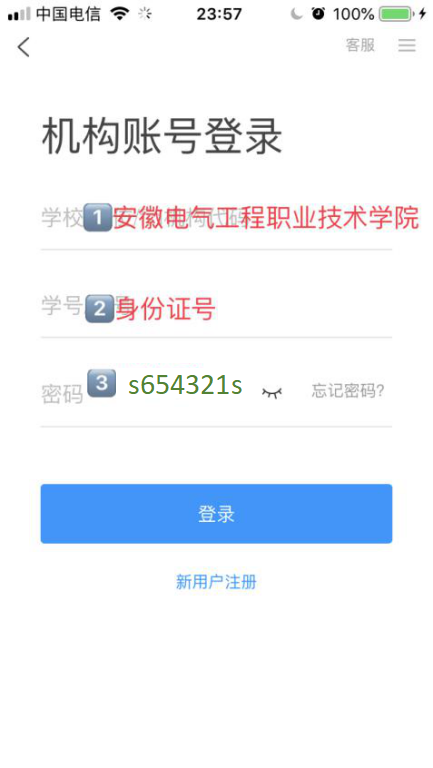 中国电信 23:57 100%
客服
机构账号登录
学校 1 安徽电气工程职业技术学院
学号 2 身份证号
密码 3 s654321s 忘记密码?
登录
新用户注册